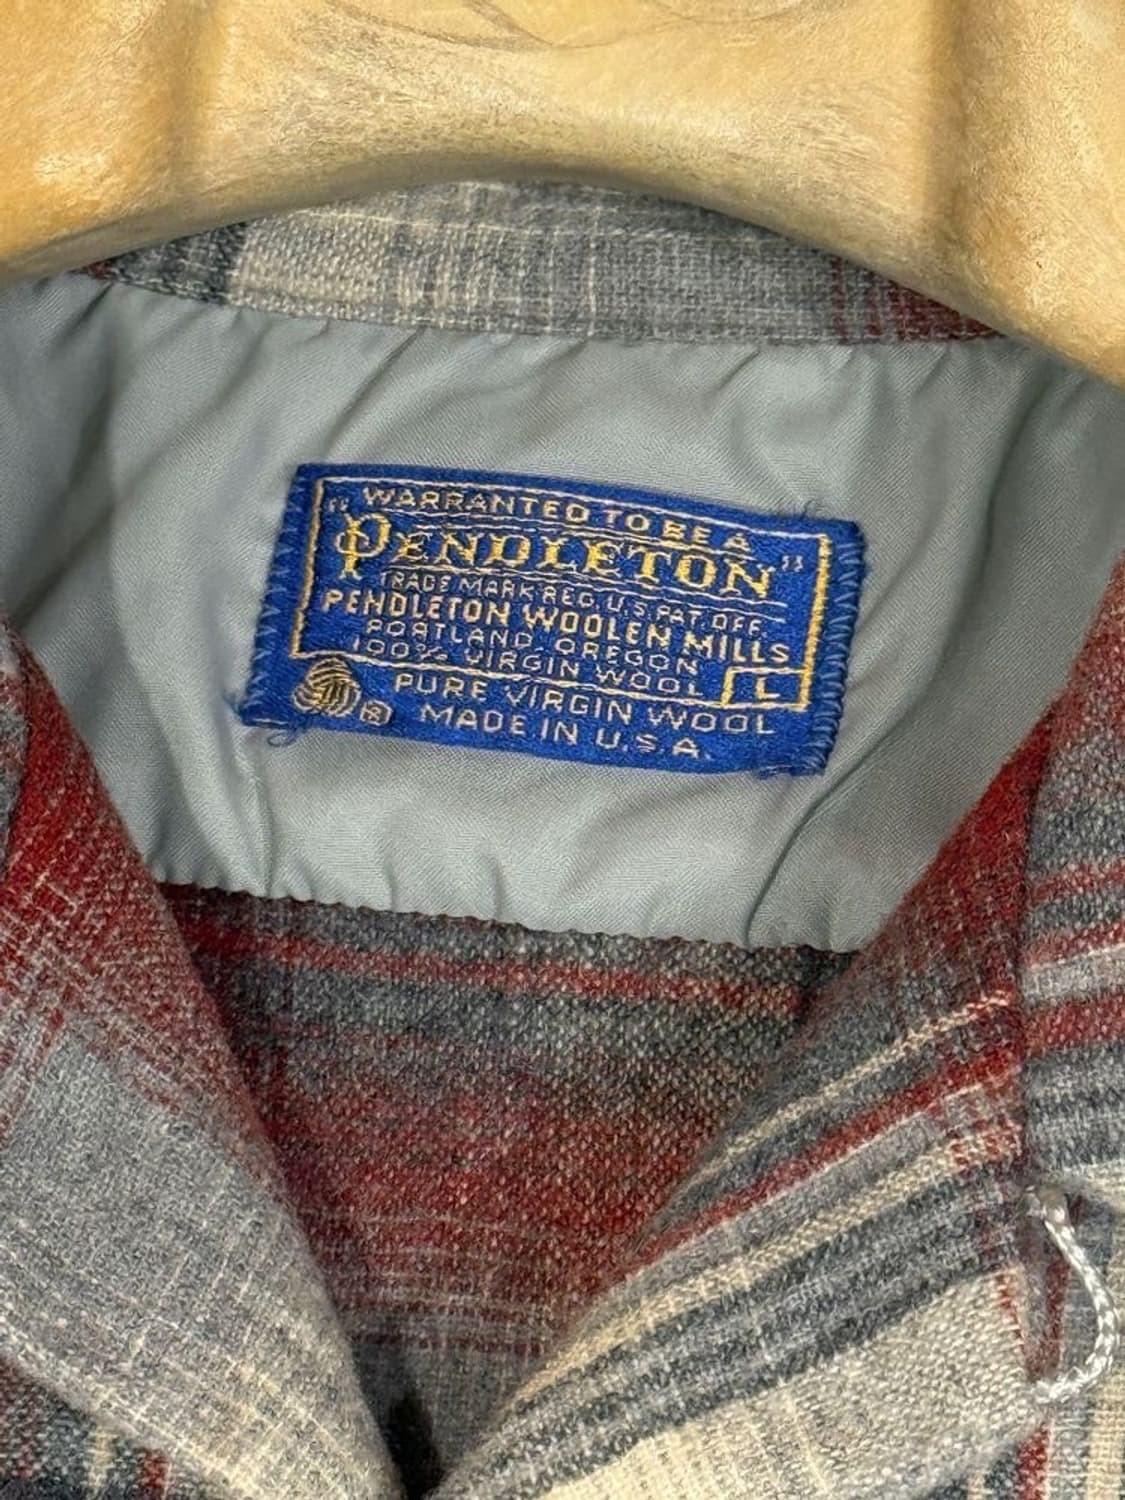 WARRANTED TO BE A
"PENDLETON"
TRADE MARK REG. U.S. PAT. OFF.
PENDLETON WOOLEN MILLS
PORTLAND, OREGON
100% VIRGIN WOOL L
PURE VIRGIN WOOL
® MADE IN U.S.A.